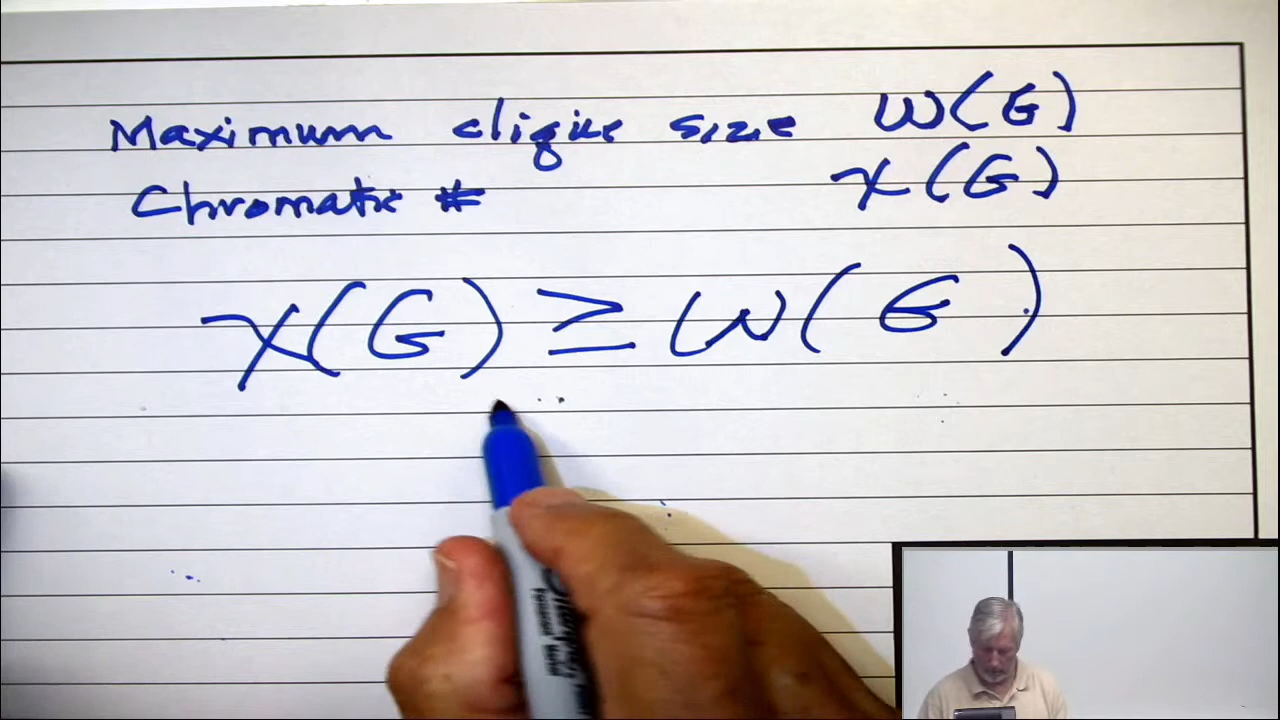 Maximum clique size ω(G)
Chromatic # χ(G)
χ(G) ≥ ω(G)